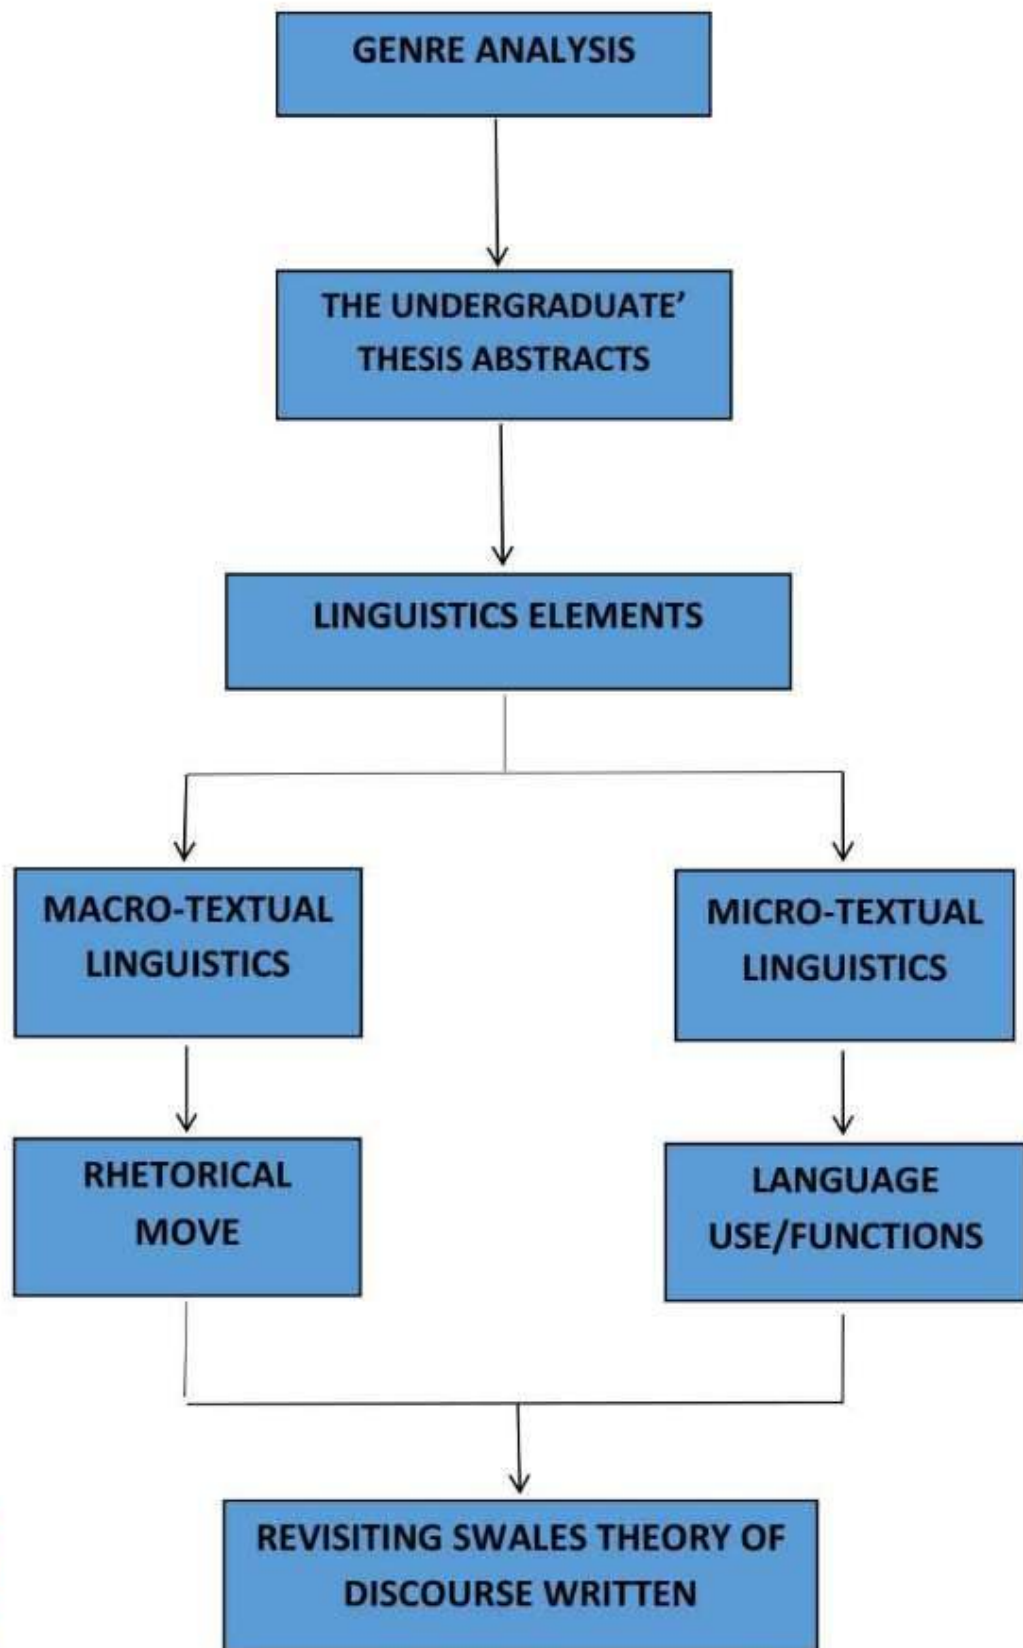 GENRE ANALYSIS
THE UNDERGRADUATE’
THESIS ABSTRACTS
LINGUISTICS ELEMENTS
MACRO-TEXTUAL
LINGUISTICS
MICRO-TEXTUAL
LINGUISTICS
RHETORICAL
MOVE
LANGUAGE
USE/FUNCTIONS
REVISITING SWALES THEORY OF
DISCOURSE WRITTEN